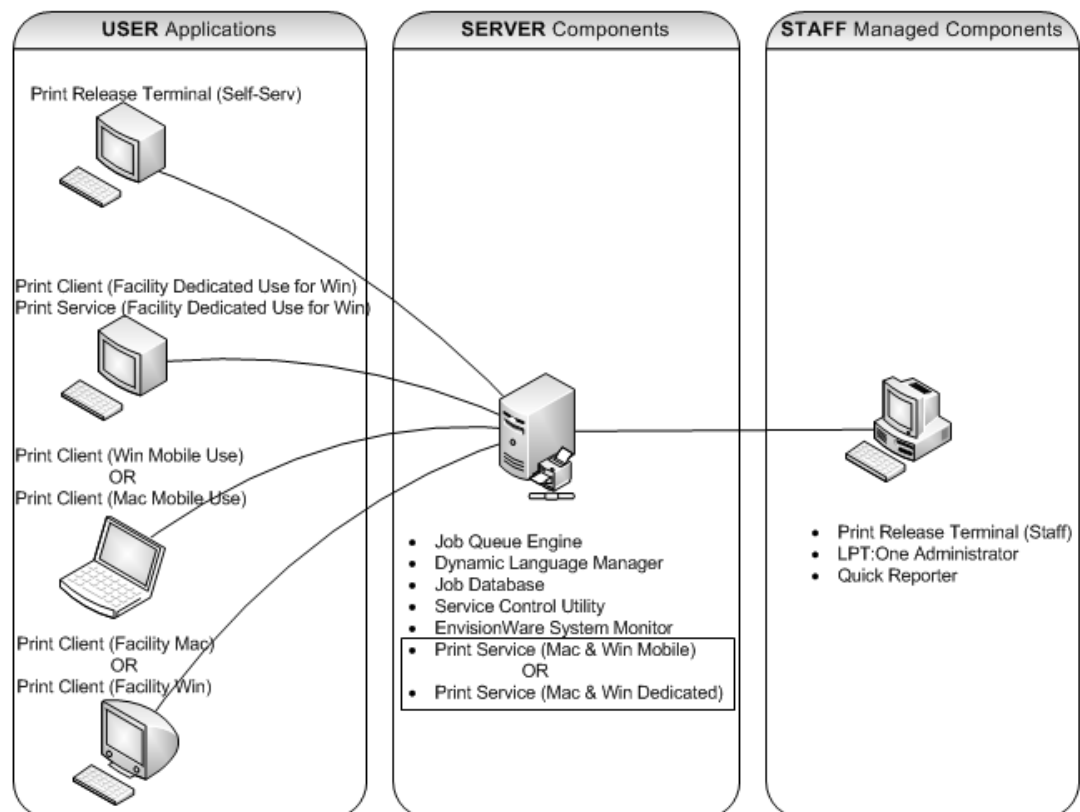 USER Applications
Print Release Terminal (Self-Serv)
Print Client (Facility Dedicated Use for Win)
Print Service (Facility Dedicated Use for Win)
Print Client (Win Mobile Use)
OR
Print Client (Mac Mobile Use)
Print Client (Facility Mac)
OR
Print Client (Facility Win)
SERVER Components
• Job Queue Engine
• Dynamic Language Manager
• Job Database
• Service Control Utility
• EnvisionWare System Monitor
• Print Service (Mac & Win Mobile)
OR
• Print Service (Mac & Win Dedicated)
STAFF Managed Components
• Print Release Terminal (Staff)
• LPT:One Administrator
• Quick Reporter